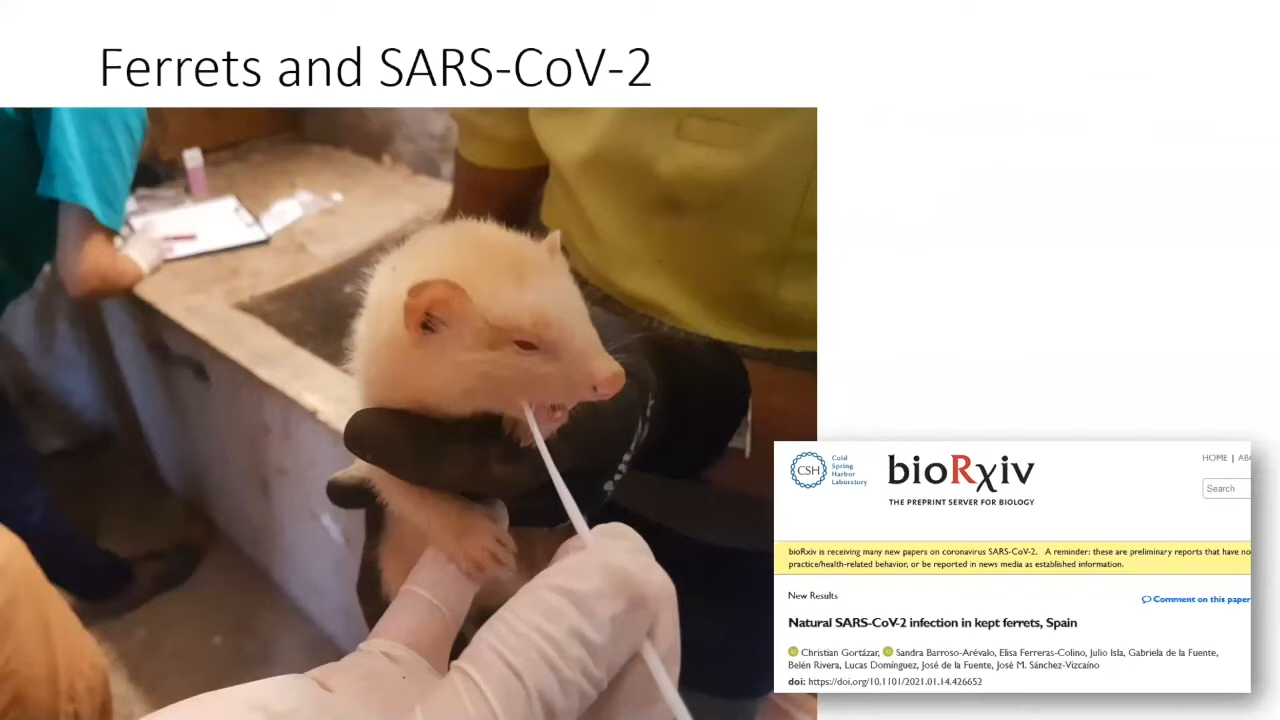 Ferrets and SARS-CoV-2
CSH
Cold
Spring
Harbor
Laboratory
bioRxiv
THE PREPRINT SERVER FOR BIOLOGY
HOME |
Search
bioRxiv is receiving many new papers on coronavirus SARS-CoV-2. A reminder: these are preliminary reports that have
practice/health-related behavior, or be reported in news media as established information.
New Results
Comment on this paper
Natural SARS-CoV-2 infection in kept ferrets, Spain
Christian Gortázar, Sandra Barroso-Arévalo, Elisa Ferreras-Colino, Julio Isla, Gabriela de la Fuente,
Belén Rivera, Lucas Domínguez, José de la Fuente, José M. Sánchez-Vizcaíno
doi: https://doi.org/10.1101/2021.01.14.426652